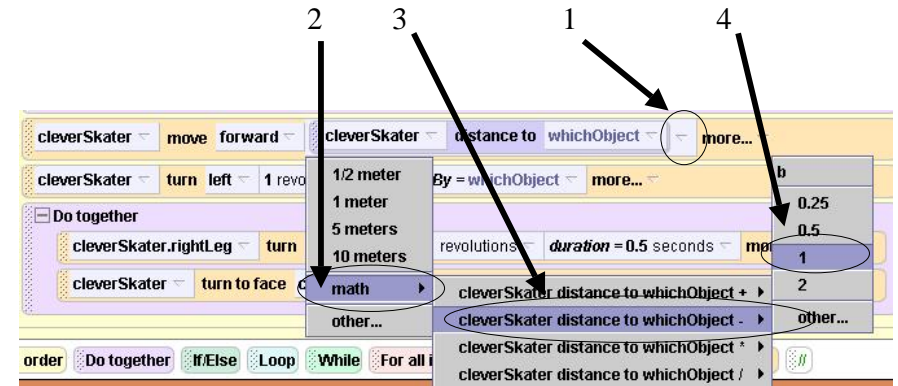 2 3 1 4
cleverSkater move forward cleverSkater distance to whichObject more...
cleverSkater turn left 1 revo By = whichObject more...
Do together
cleverSkater.rightLeg turn revolutions duration = 0.5 seconds mo
cleverSkater turn to face
1/2 meter
1 meter
5 meters
10 meters
math
other...
cleverSkater distance to whichObject +
cleverSkater distance to whichObject -
cleverSkater distance to whichObject *
cleverSkater distance to whichObject /
b
0.25
0.5
1
2
other...
order Do together If/Else Loop While For all i //